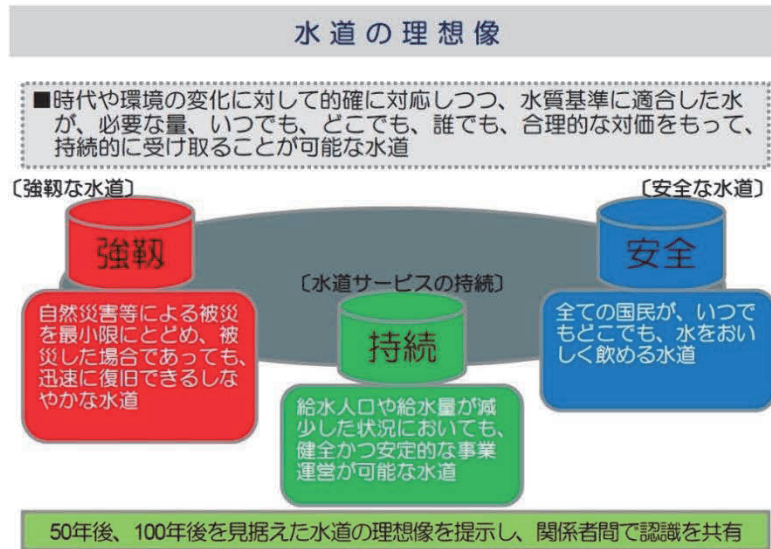 水道の理想像
■時代や環境の変化に対して的確に対応しつつ、水質基準に適合した水
が、必要な量、いつでも、どこでも、誰でも、合理的な対価をもって、
持続的に受け取ることが可能な水道
〔強靱な水道〕
強靱
自然災害等による被災
を最小限にとどめ、被
災した場合であっても、
迅速に復旧できるしな
やかな水道
〔水道サービスの持続〕
持続
給水人口や給水量が減
少した状況においても、
健全かつ安定的な事業
運営が可能な水道
〔安全な水道〕
安全
全ての国民が、いつで
もどこでも、水をおい
しく飲める水道
50年後、100年後を見据えた水道の理想像を提示し、関係者間で認識を共有